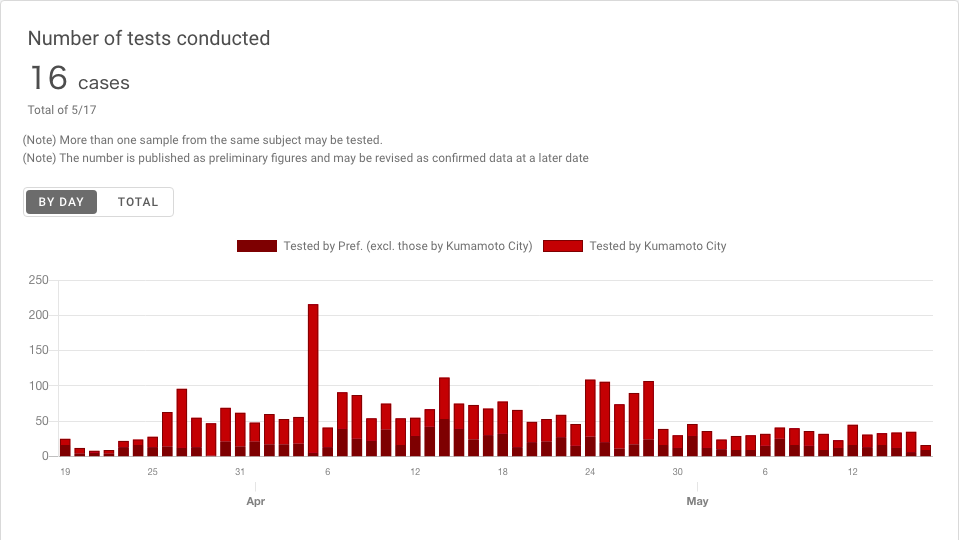 Number of tests conducted
16 cases
Total of 5/17
(Note) More than one sample from the same subject may be tested.
(Note) The number is published as preliminary figures and may be revised as confirmed data at a later date
BY DAY TOTAL
Tested by Pref. (excl. those by Kumamoto City) Tested by Kumamoto City
250
200
150
100
50
0
19 25 31 6 12 18 24 30 6 12
Apr May